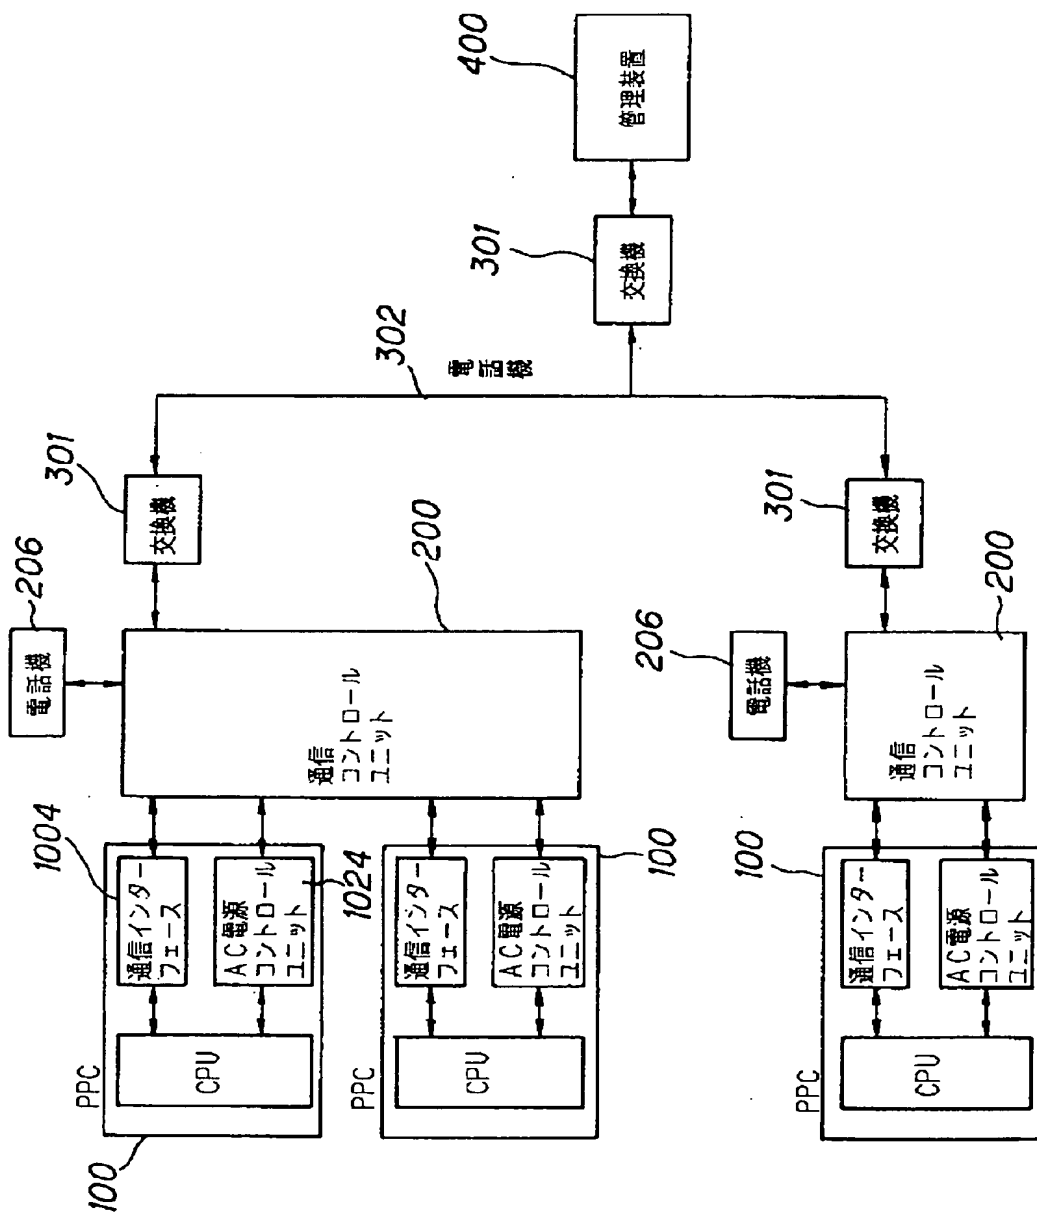 PPC
100
CPU
通信インター
フェース
1004
AC電源
コントロール
ユニット
1024
PPC
CPU
通信インター
フェース
AC電源
コントロール
ユニット
100
PPC
CPU
通信インター
フェース
AC電源
コントロール
ユニット
100
通信
コントロール
ユニット
200
電話機
206
通信
コントロール
ユニット
200
電話機
206
交換機
301
交換機
301
302
電話機
交換機
301
管理装置
400